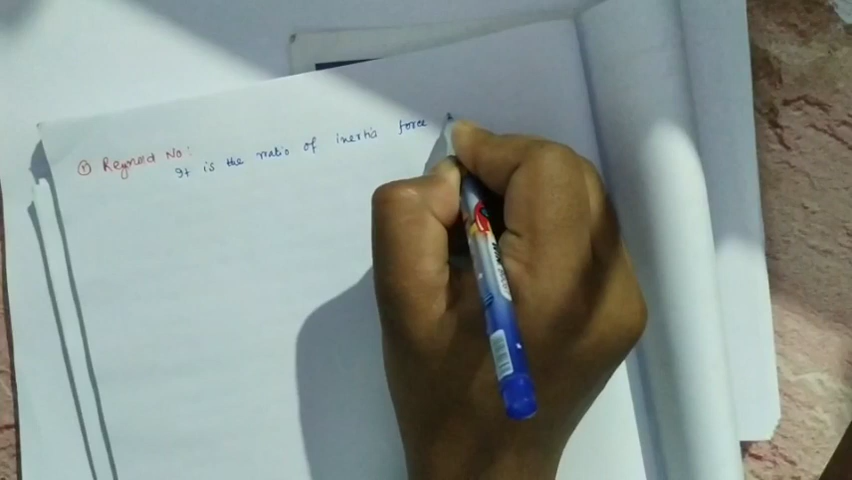 ① Reynold No:
It is the ratio of inertia force